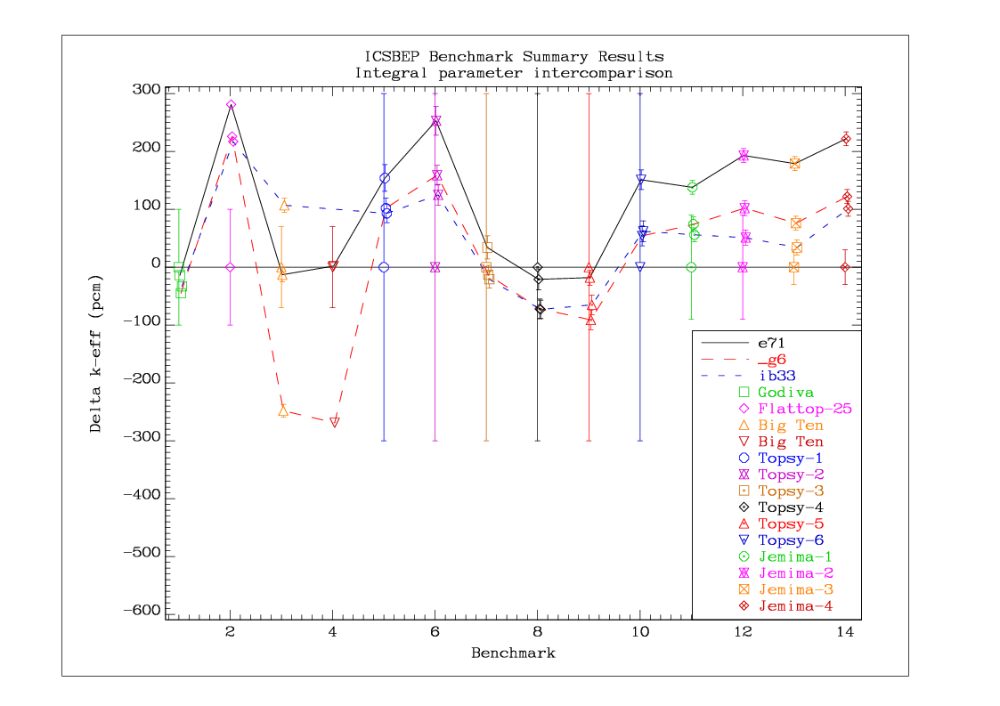 ICSBEP Benchmark Summary Results
Integral parameter intercomparison
300
200
100
0
-100
-200
-300
-400
-500
-600
Delta k-eff (pcm)
2 4 6 8 10 12 14
Benchmark
e71
_g6
ib33
Godiva
Flattop-25
Big Ten
Big Ten
Topsy-1
Topsy-2
Topsy-3
Topsy-4
Topsy-5
Topsy-6
Jemima-1
Jemima-2
Jemima-3
Jemima-4